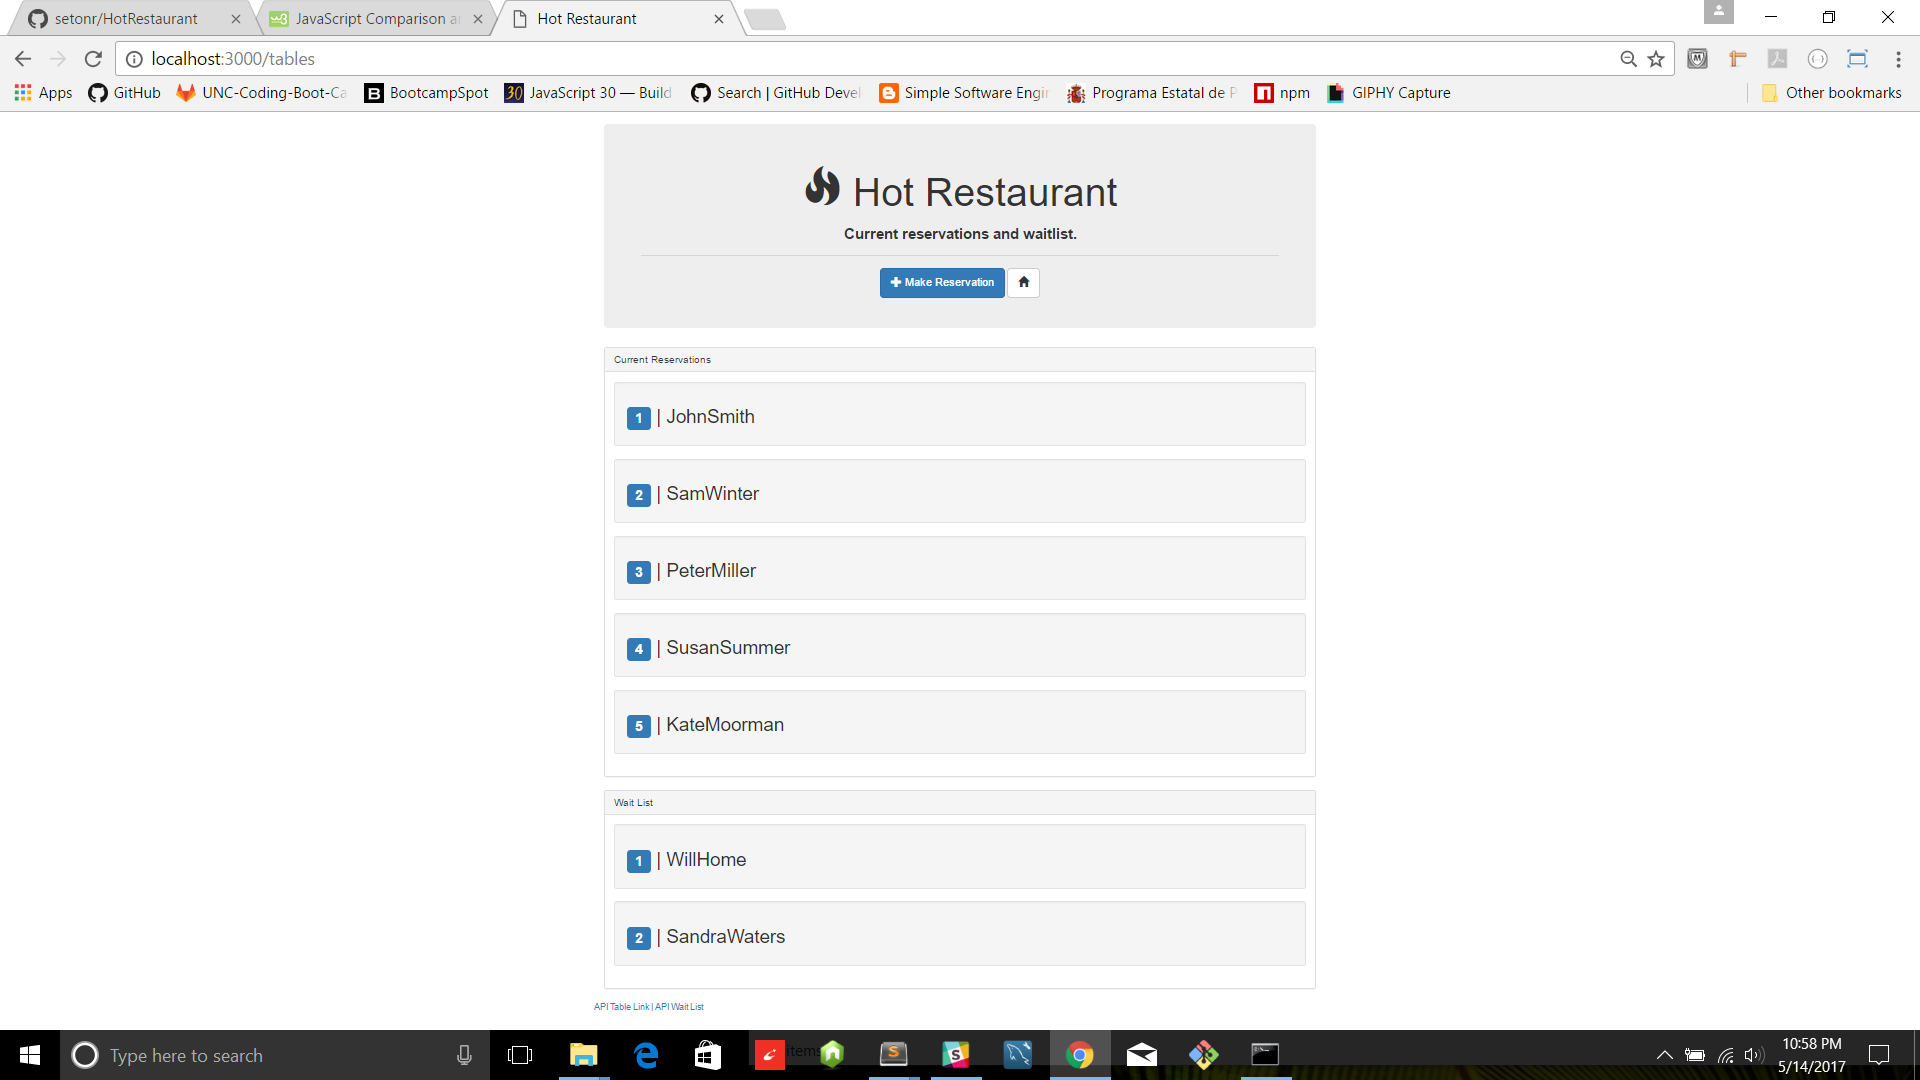 setonr/HotRestaurant
JavaScript Comparison a
Hot Restaurant
localhost:3000/tables
Apps
GitHub
UNC-Coding-Boot-Ca
BootcampSpot
30
JavaScript 30 — Build
Search | GitHub Devel
Simple Software Engin
Programa Estatal de P
npm
GIPHY Capture
Other bookmarks
Hot Restaurant
Current reservations and waitlist.
Make Reservation
Current Reservations
1 | JohnSmith
2 | SamWinter
3 | PeterMiller
4 | SusanSummer
5 | KateMoorman
Wait List
1 | WillHome
2 | SandraWaters
API Table Link | API Wait List
Type here to search
items
10:58 PM
5/14/2017